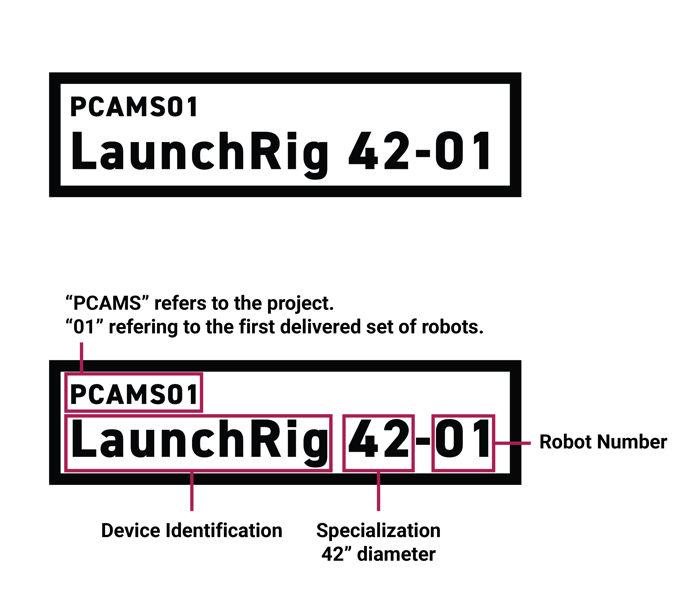 PCAMS01
LaunchRig 42-01
“PCAMS” refers to the project.
“01” refering to the first delivered set of robots.
PCAMS01
LaunchRig 42-01
Robot Number
Device Identification
Specialization
42” diameter